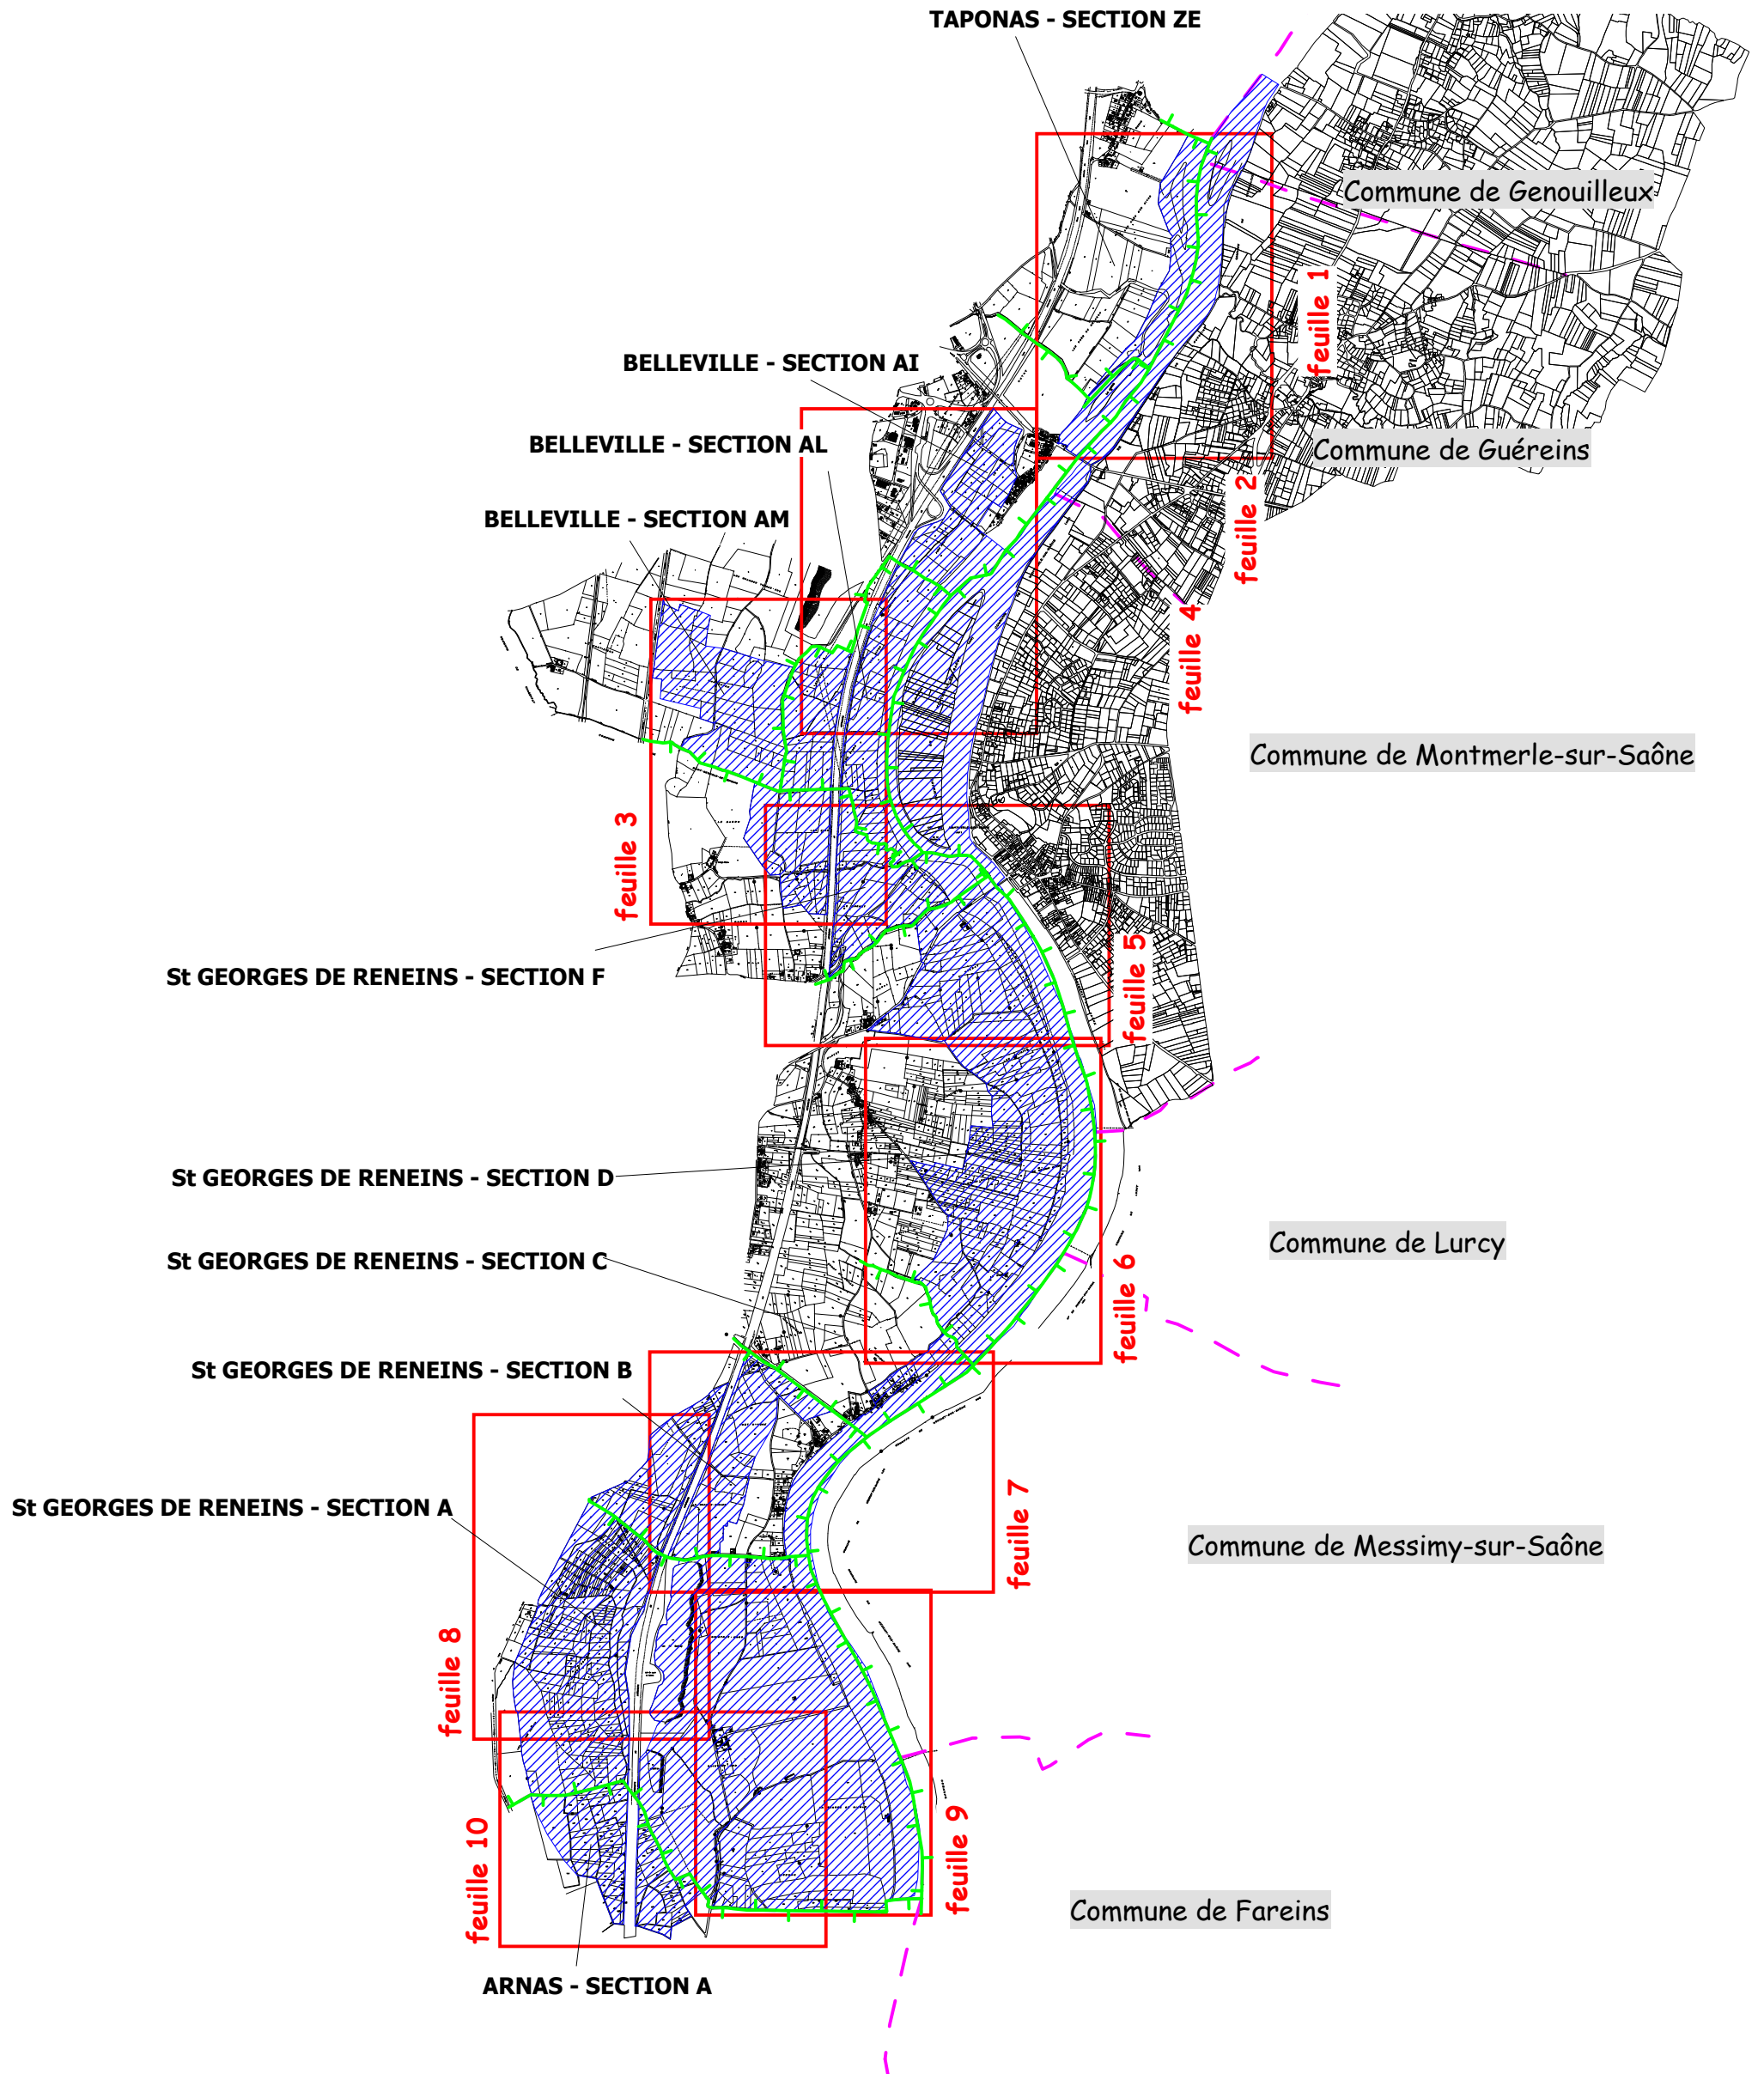 TAPONAS - SECTION ZE
Commune de Genouilleux
feuille 1
BELLEVILLE - SECTION AI
BELLEVILLE - SECTION AL
Commune de Guéreins
feuille 2
BELLEVILLE - SECTION AM
feuille 4
Commune de Montmerle-sur-Saône
feuille 3
St GEORGES DE RENEINS - SECTION F
feuille 5
St GEORGES DE RENEINS - SECTION D
Commune de Lurcy
St GEORGES DE RENEINS - SECTION C
feuille 6
St GEORGES DE RENEINS - SECTION B
St GEORGES DE RENEINS - SECTION A
feuille 7
Commune de Messimy-sur-Saône
feuille 8
feuille 9
feuille 10
Commune de Fareins
ARNAS - SECTION A